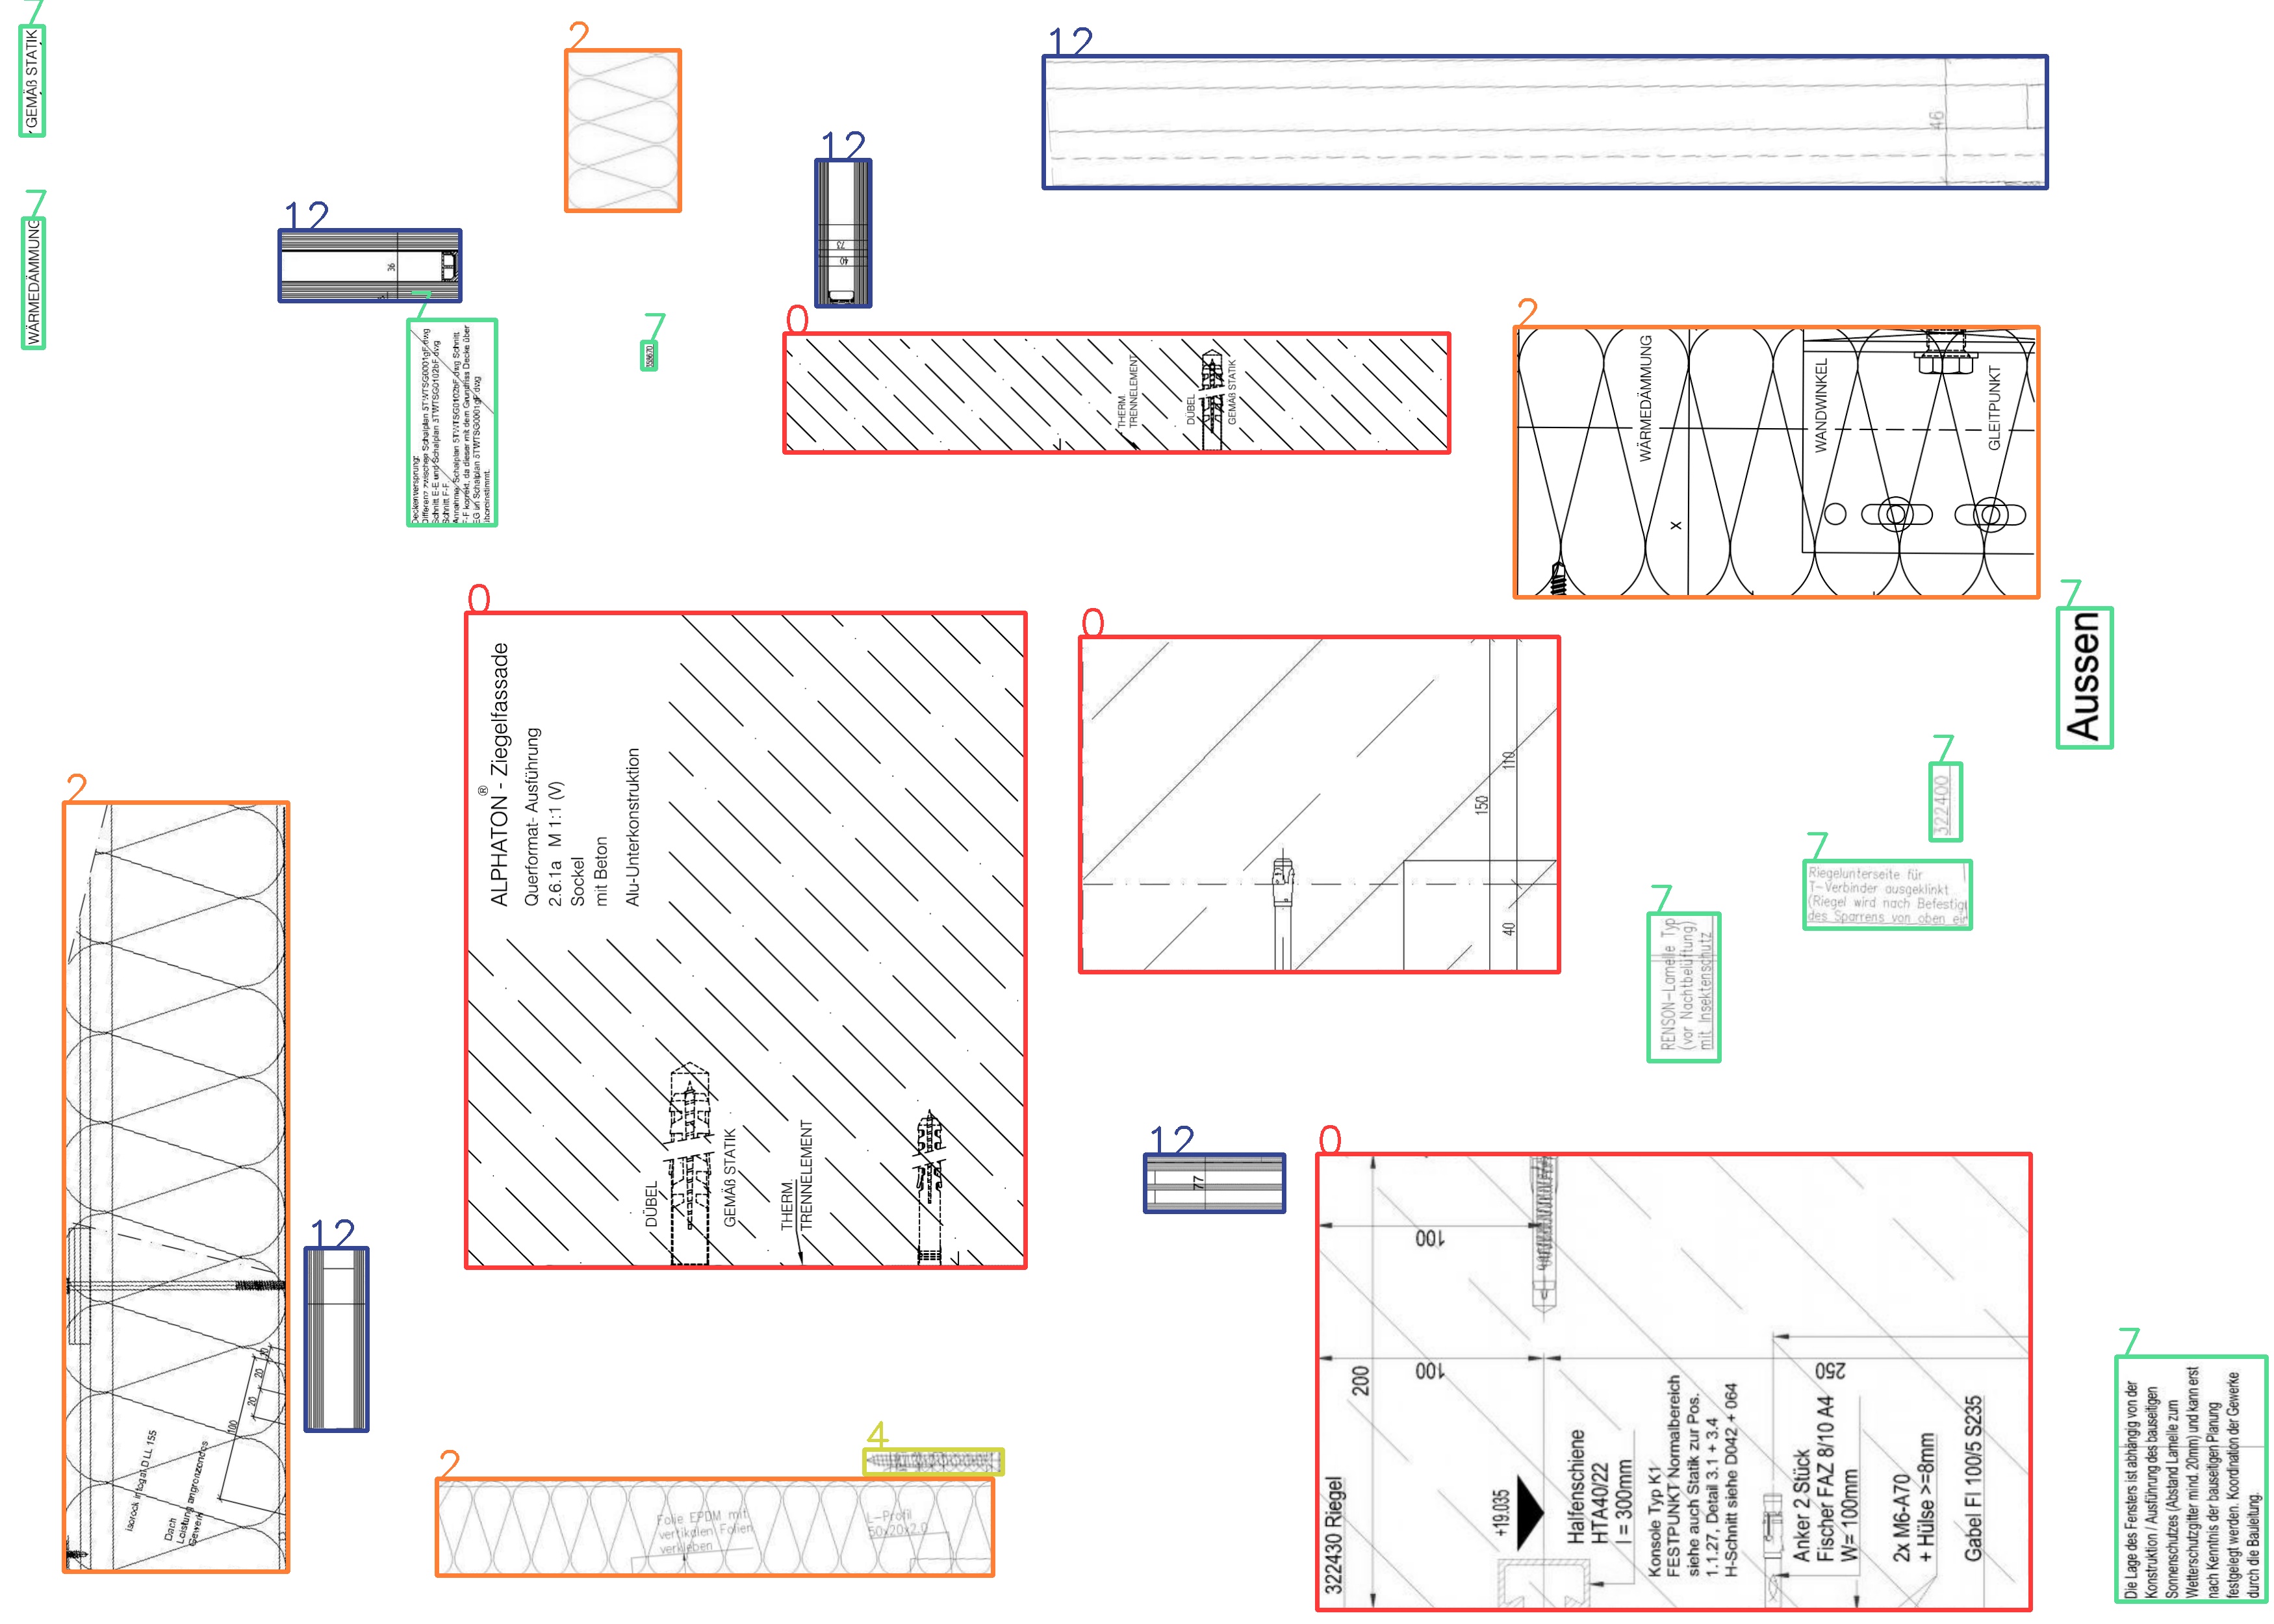 7
GEMÄß STATIK
7
WÄRMEDÄMMUNG
12
36
2
12
73
40
12
46
7
Deckenversprung:
Differenz zwischen Schalplan 5TWTSG0001gF.dwg
Schnitt E-E und Schalplan 5TWTSG0102bF.dwg
Schnitt F-F.
Annahme: Schalplan 5TWTSG0102bF.dwg Schnitt
F-F korrekt, da dieser mit dem Grundriss Decke über
EG im Schalplan 5TWTSG0001gF.dwg
übereinstimmt.
7
0
THERM.
TRENNELEMENT
DÜBEL
GEMÄß STATIK
2
WÄRMEDÄMMUNG
WANDWINKEL
GLEITPUNKT
X
0
ALPHATON® - Ziegelfassade
Querformat- Ausführung
2.6.1a M 1:1 (V)
Sockel
mit Beton
Alu-Unterkonstruktion
DÜBEL
GEMÄß STATIK
THERM.
TRENNELEMENT
0
150
110
40
7
Aussen
7
322400
7
Riegelunterseite für
T-Verbinder ausgeklinkt
(Riegel wird nach Befestig
des Sparrens von oben ei
7
RENSON-Lamelle Typ
(vor Nachtbelüftung)
mit Insektenschutz
2
100
20
20
Dach
Leistung angrenzendes
Gewerk
12
12
77
0
100
200
100
250
322430 Riegel
+19.035
Halfenschiene
HTA40/22
l = 300mm
Konsole Typ K1
FESTPUNKT Normalbereich
siehe auch Statik zur Pos.
1.1.27, Detail 3.1 + 3.4
H-Schnitt siehe D042 + 064
Anker 2 Stück
Fischer FAZ 8/10 A4
W= 100mm
2x M6-A70
+ Hülse >=8mm
Gabel Fl 100/5 S235
4
2
Folie EPDM mit
vertikalen Folien
verkleben
L-Profil
50x20x2.0
7
Die Lage des Fensters ist abhängig von der
Konstruktion / Ausführung des bauseitigen
Sonnenschutzes (Abstand Lamelle zum
Wetterschutzgitter mind. 20mm) und kann erst
nach Kenntnis der bauseitigen Planung
festgelegt werden. Koordination der Gewerke
durch die Bauleitung.